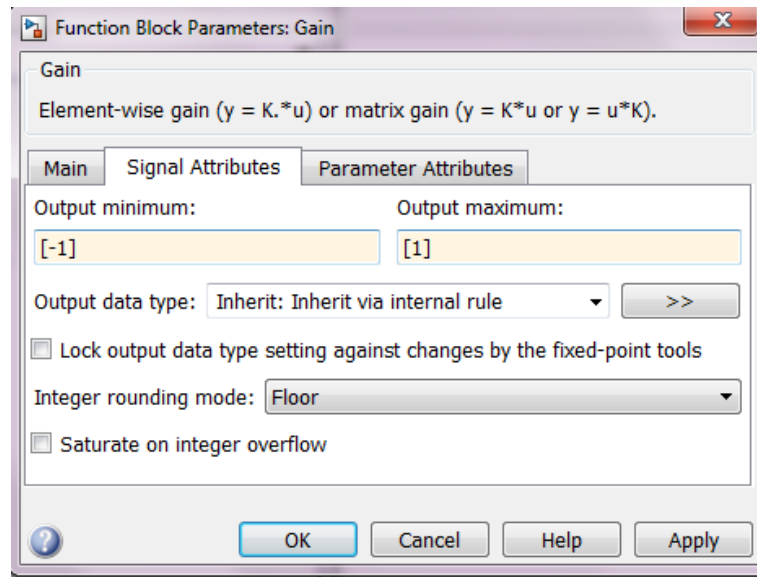 Function Block Parameters: Gain
Gain
Element-wise gain (y = K.*u) or matrix gain (y = K*u or y = u*K).
Main Signal Attributes Parameter Attributes
Output minimum: Output maximum:
[-1] [1]
Output data type: Inherit: Inherit via internal rule >>
Lock output data type setting against changes by the fixed-point tools
Integer rounding mode: Floor
Saturate on integer overflow
? OK Cancel Help Apply